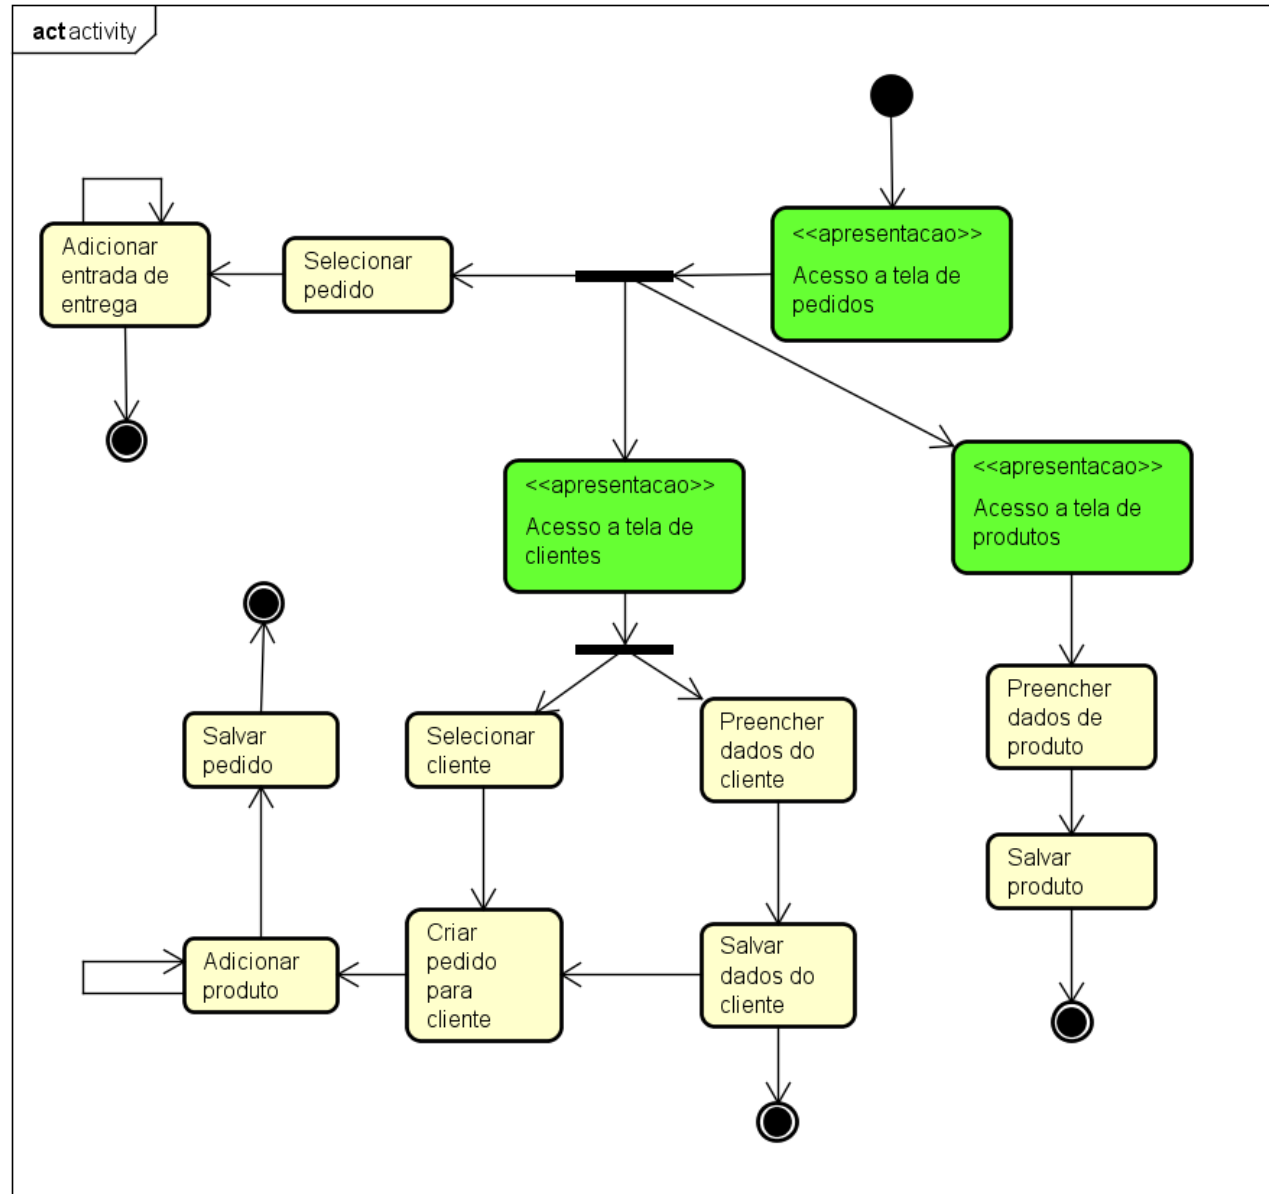 act activity
<<apresentacao>>
Acesso a tela de
pedidos
Adicionar
entrada de
entrega
Selecionar
pedido
<<apresentacao>>
Acesso a tela de
clientes
<<apresentacao>>
Acesso a tela de
produtos
Salvar
pedido
Selecionar
cliente
Preencher
dados do
cliente
Preencher
dados de
produto
Salvar
produto
Adicionar
produto
Criar
pedido
para
cliente
Salvar
dados do
cliente